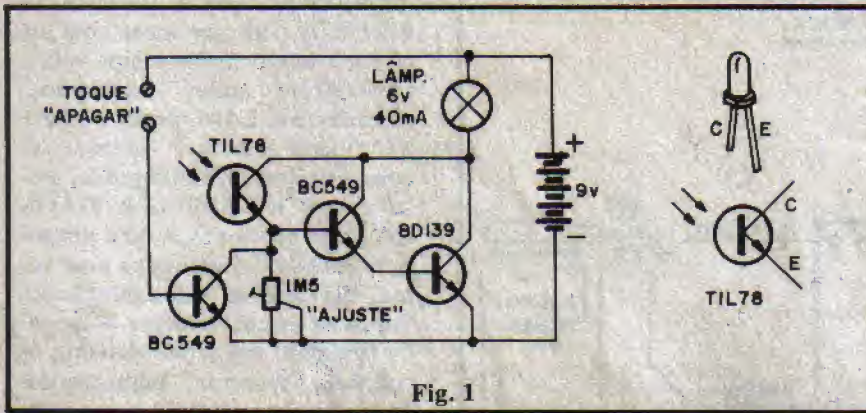 TOQUE
"APAGAR"
LÂMP.
6v
40mA
TIL78
BC549
BD139
+
9v
−
1M5
"AJUSTE"
BC549
C
E
C
E
TIL78
Fig. 1